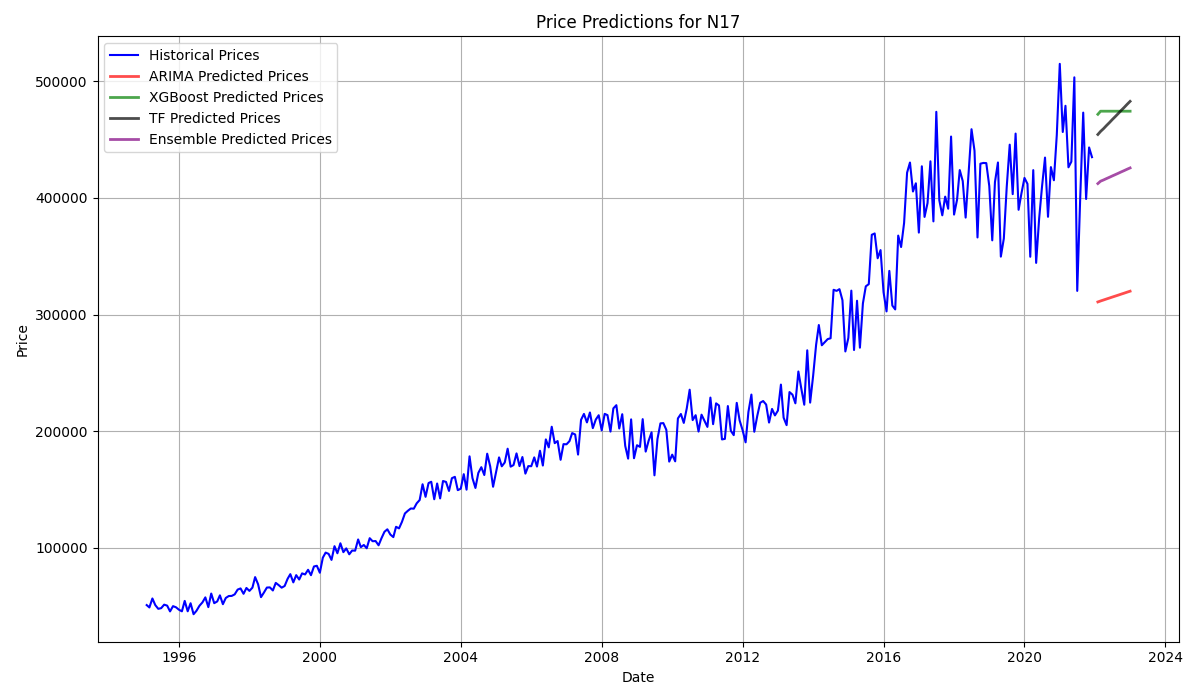 Price Predictions for N17
Historical Prices
ARIMA Predicted Prices
XGBoost Predicted Prices
TF Predicted Prices
Ensemble Predicted Prices
500000
400000
300000
200000
100000
Price
1996 2000 2004 2008 2012 2016 2020 2024
Date